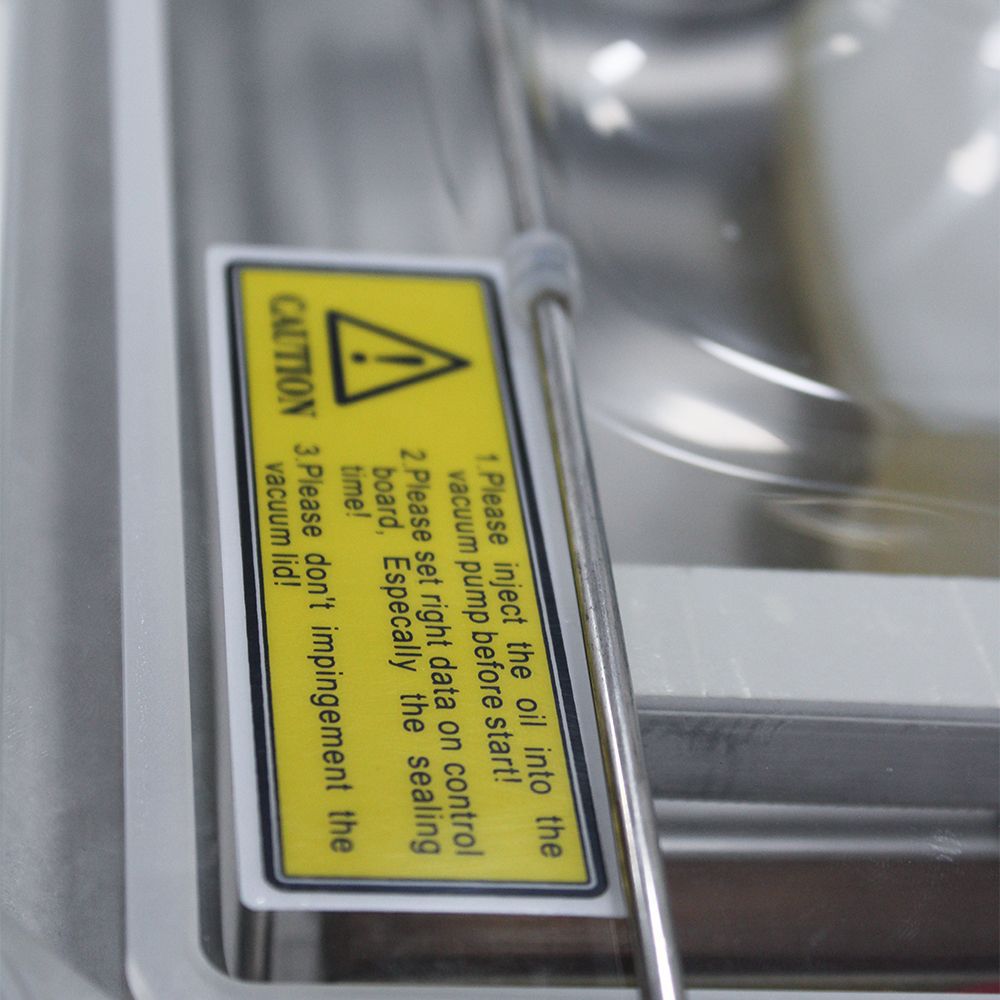 CAUTION
1.Please inject the oil into the
vacuum pump before start!
2.Please set right data on control
board, Especally the sealing
time!
3.Please don't impingement the
vacuum lid!